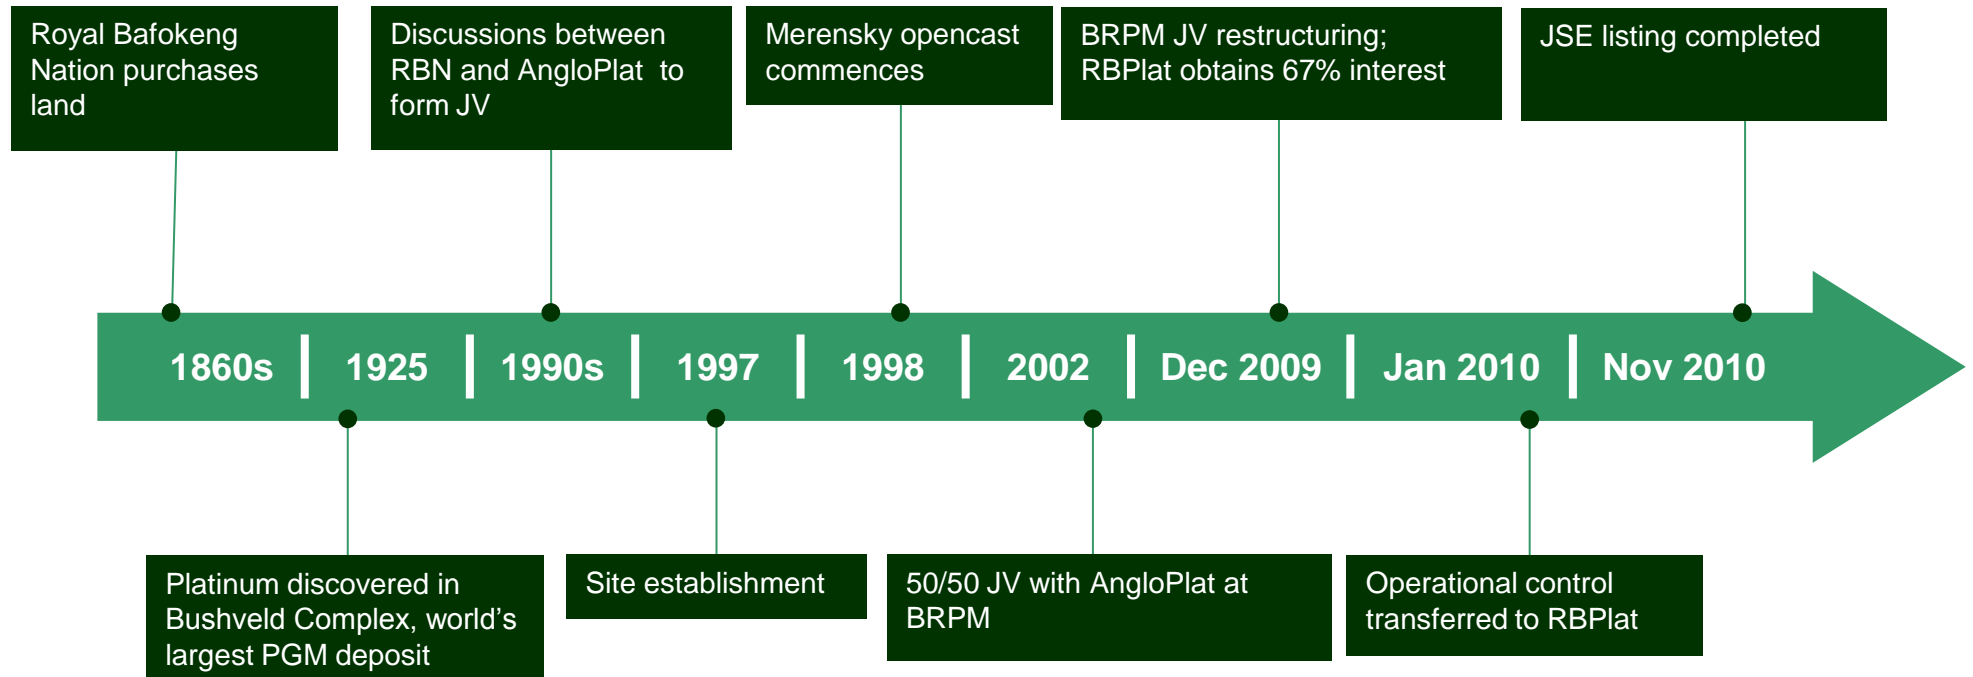 Royal Bafokeng
Nation purchases
land
Discussions between
RBN and AngloPlat to
form JV
Merensky opencast
commences
BRPM JV restructuring;
RBPlat obtains 67% interest
JSE listing completed
1860s
1925
1990s
1997
1998
2002
Dec 2009
Jan 2010
Nov 2010
Platinum discovered in
Bushveld Complex, world’s
largest PGM deposit
Site establishment
50/50 JV with AngloPlat at
BRPM
Operational control
transferred to RBPlat